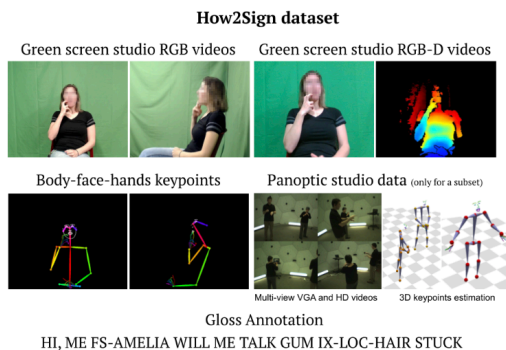 How2Sign dataset
Green screen studio RGB videos
Green screen studio RGB-D videos
Body-face-hands keypoints
Panoptic studio data (only for a subset)
Multi-view VGA and HD videos
3D keypoints estimation
Gloss Annotation
HI, ME FS-AMELIA WILL ME TALK GUM IX-LOC-HAIR STUCK